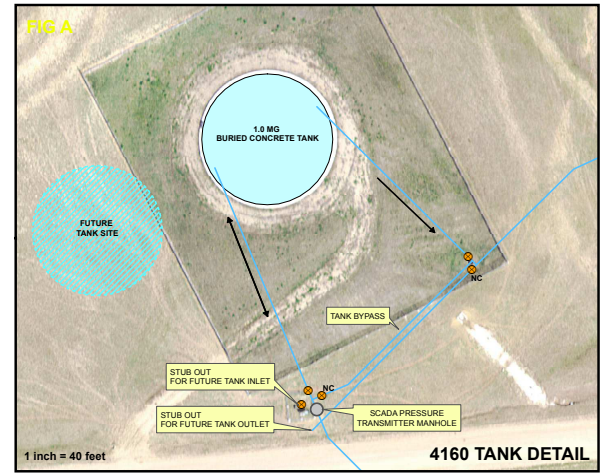 FIG A
1.0 MG
BURIED CONCRETE TANK
FUTURE
TANK SITE
NC
TANK BYPASS
STUB OUT
FOR FUTURE TANK INLET
NC
STUB OUT
FOR FUTURE TANK OUTLET
SCADA PRESSURE
TRANSMITTER MANHOLE
1 inch = 40 feet
4160 TANK DETAIL